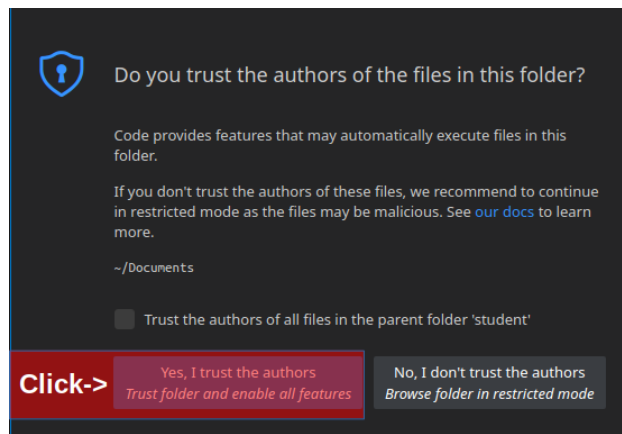 Do you trust the authors of the files in this folder?
Code provides features that may automatically execute files in this
folder.
If you don't trust the authors of these files, we recommend to continue
in restricted mode as the files may be malicious. See our docs to learn
more.
~/Documents
Trust the authors of all files in the parent folder 'student'
Click->
Yes, I trust the authors
Trust folder and enable all features
No, I don't trust the authors
Browse folder in restricted mode